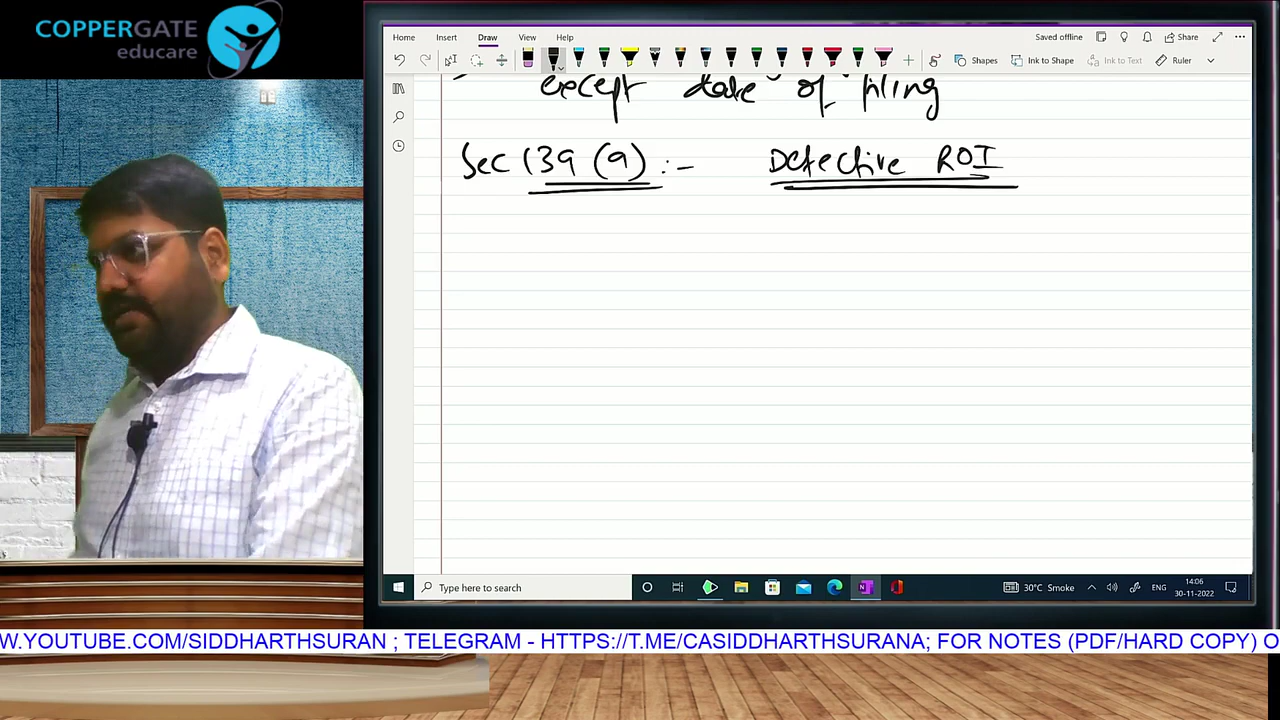 COPPERGATE
educare
Home Insert Draw View Help
Saved offline
Share
Shapes
Ink to Shape
Ink to Text
Ruler
except date of filing
Sec 139 (9) :- Defective ROI
Type here to search
30°C Smoke
ENG
14:06
30-11-2022
W.YOUTUBE.COM/SIDDHARTHSURAN ; TELEGRAM - HTTPS://T.ME/CASIDDHARTHSURANA; FOR NOTES (PDF/HARD COPY) O